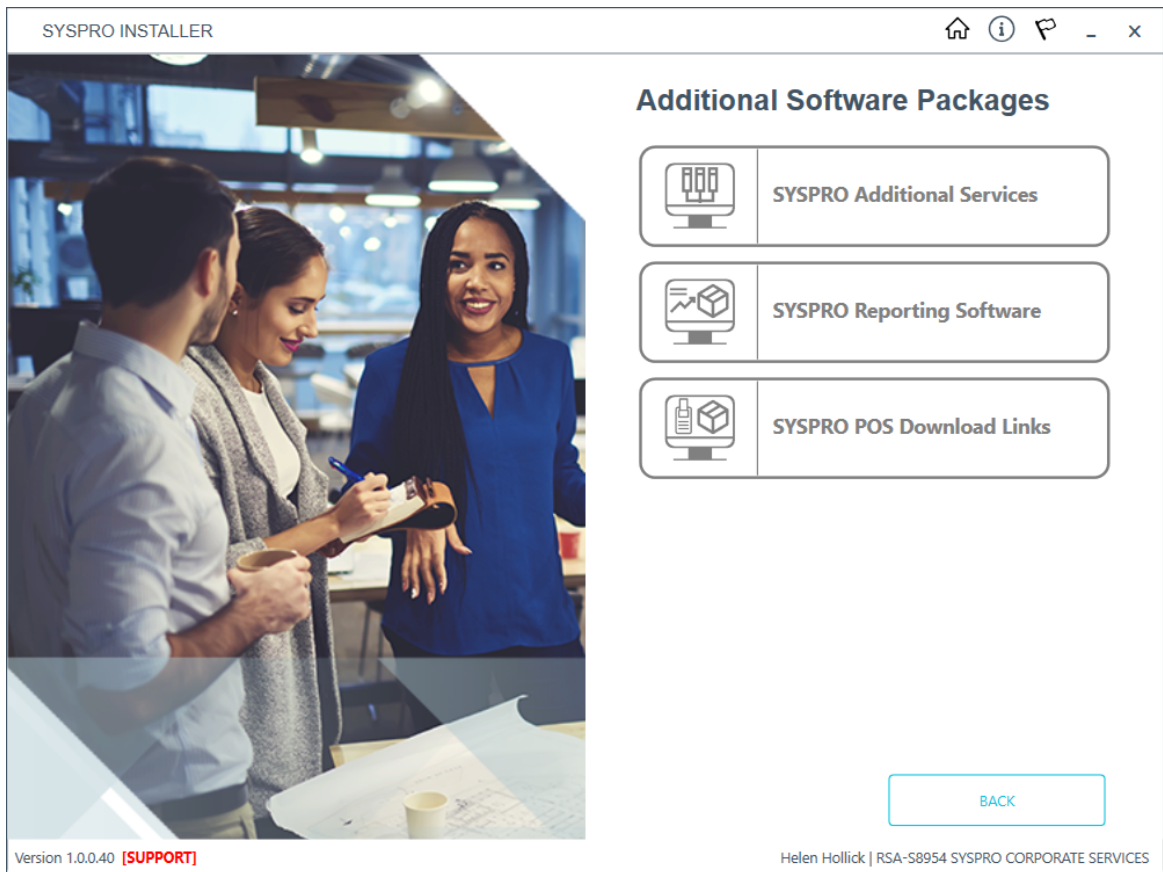 SYSPRO INSTALLER
Additional Software Packages
SYSPRO Additional Services
SYSPRO Reporting Software
SYSPRO POS Download Links
BACK
Version 1.0.0.40 [SUPPORT]
Helen Hollick | RSA-S8954 SYSPRO CORPORATE SERVICES